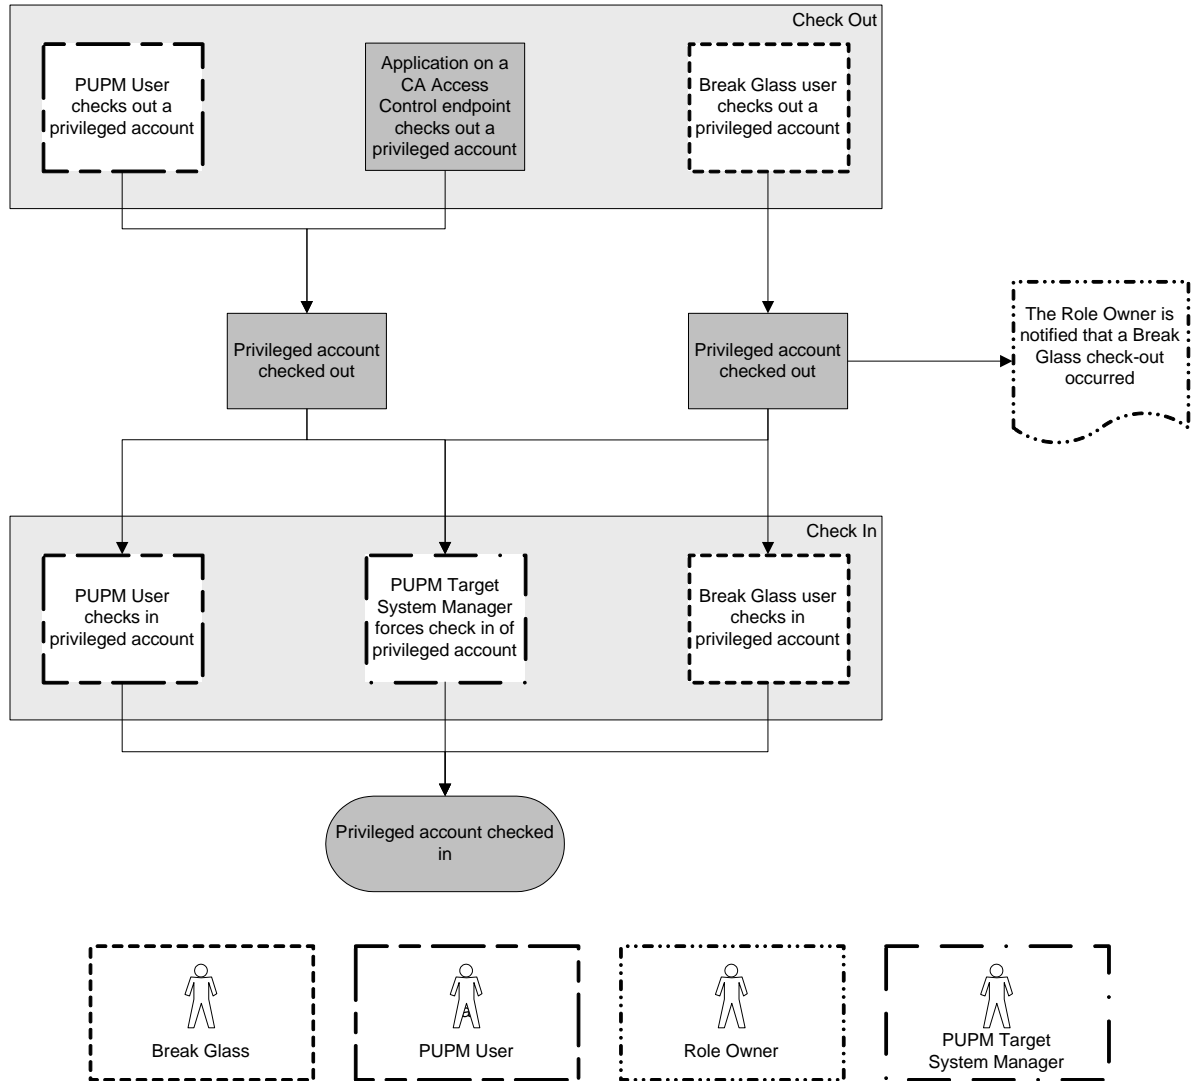 Check Out
PUPM User
checks out a
privileged account
Application on a
CA Access
Control endpoint
checks out a
privileged account
Break Glass user
checks out a
privileged account
Privileged account
checked out
Privileged account
checked out
The Role Owner is
notified that a Break
Glass check-out
occurred
Check In
PUPM User
checks in
privileged account
PUPM Target
System Manager
forces check in of
privileged account
Break Glass user
checks in
privileged account
Privileged account checked
in
Break Glass
a
PUPM User
Role Owner
PUPM Target
System Manager